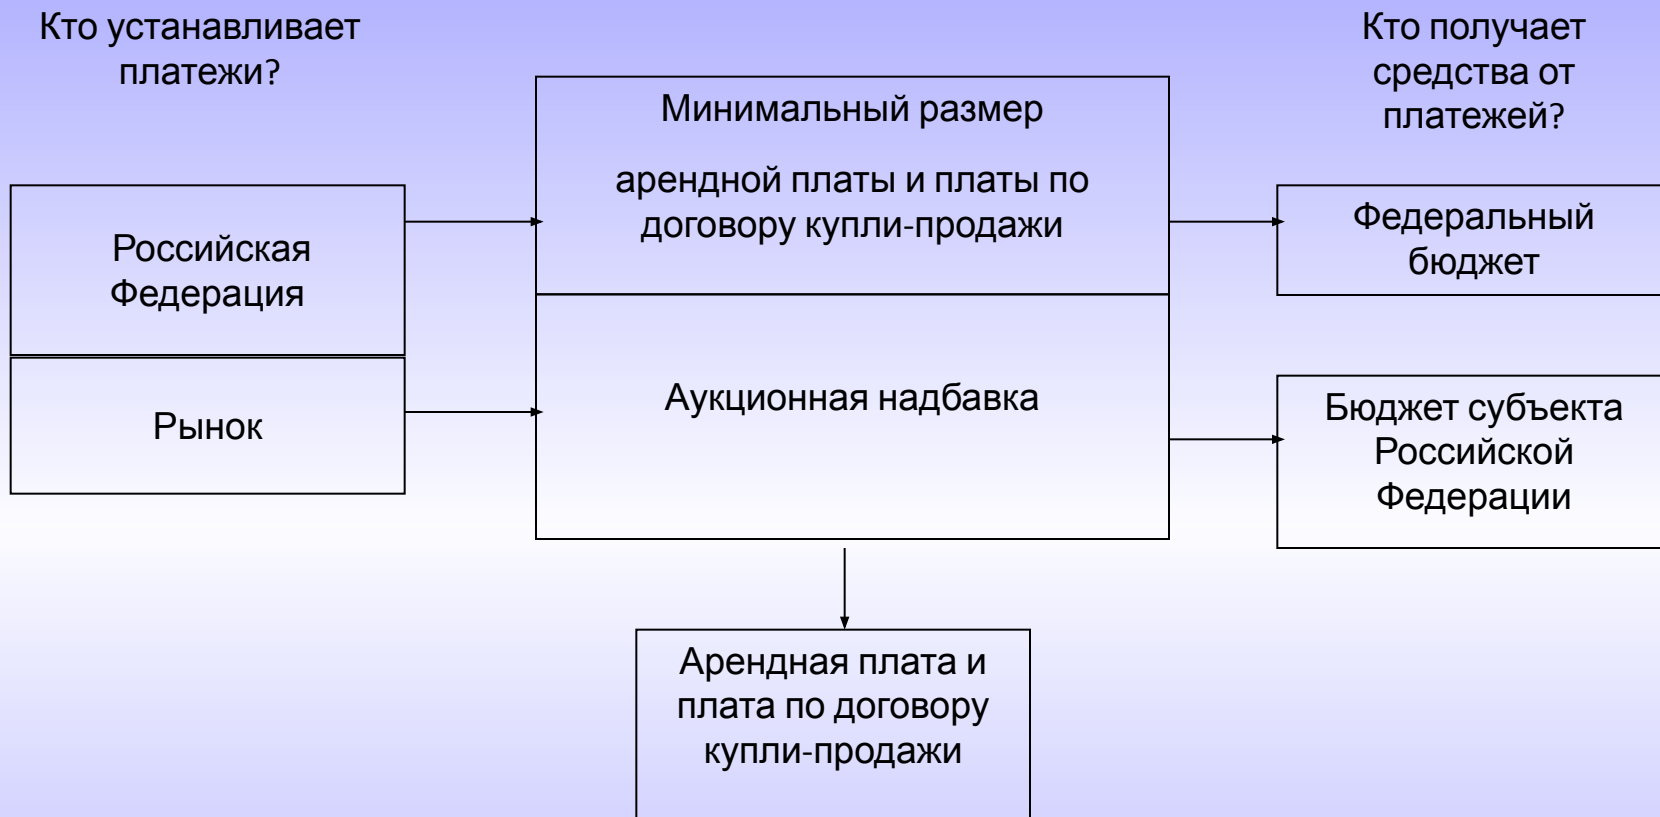 Кто устанавливает
платежи?
Кто получает
средства от
платежей?
Минимальный размер
арендной платы и платы по
договору купли-продажи
Российская
Федерация
Федеральный
бюджет
Рынок
Аукционная надбавка
Бюджет субъекта
Российской
Федерации
Арендная плата и
плата по договору
купли-продажи